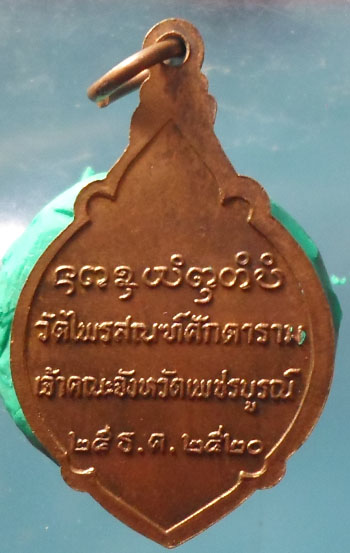 วัดไพรสณฑ์ศักดาราม
เจ้าคณะจังหวัดเพชรบูรณ์
๒๕ ธ.ค. ๒๕๒๐